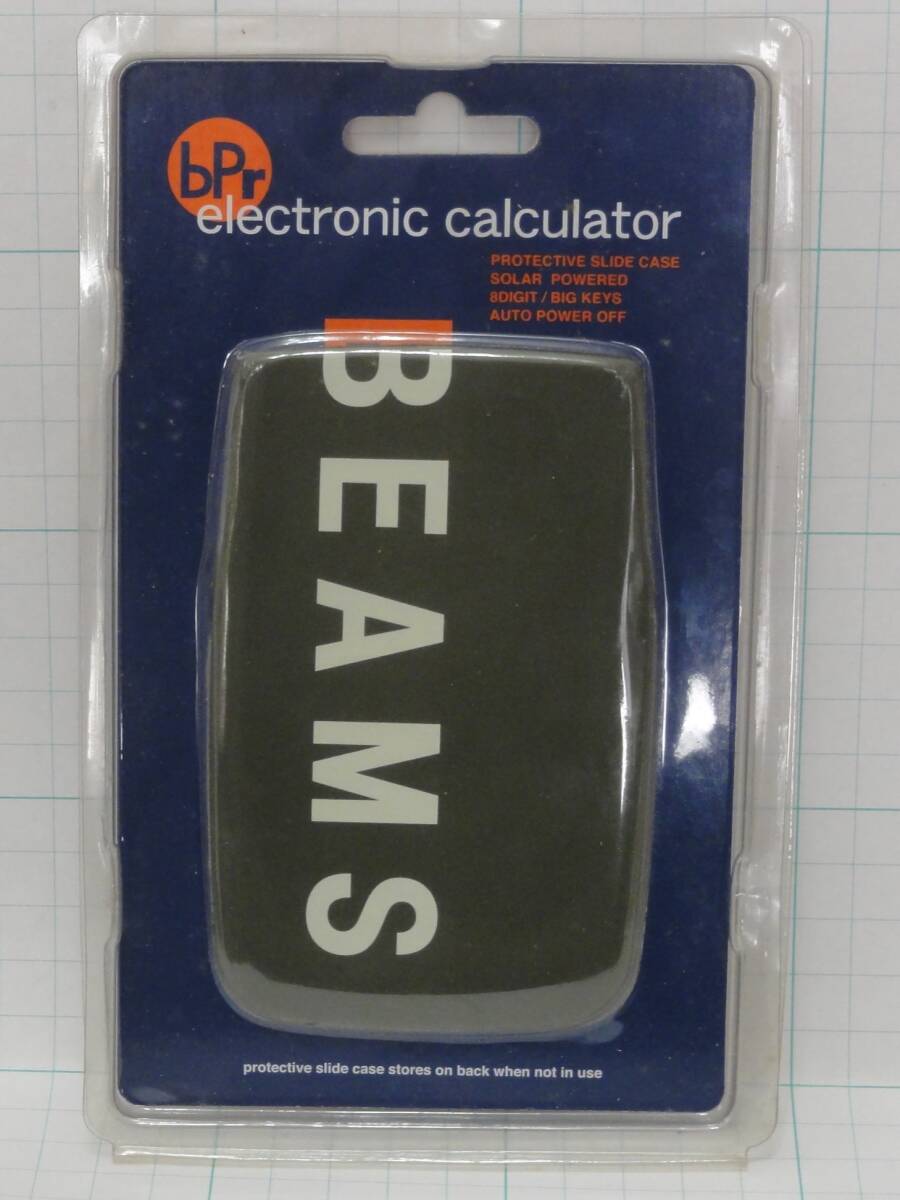 bPr
electronic calculator
PROTECTIVE SLIDE CASE
SOLAR POWERED
8DIGIT / BIG KEYS
AUTO POWER OFF
BEAMS
protective slide case stores on back when not in use